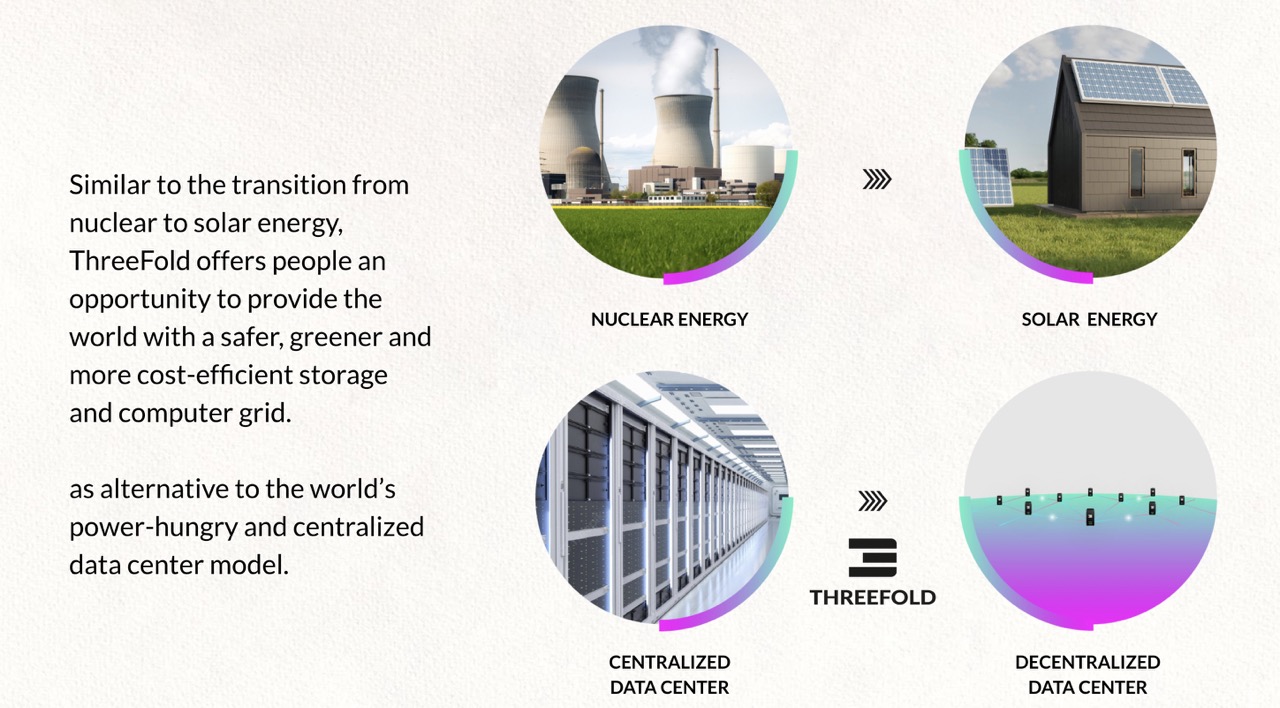 Similar to the transition from
nuclear to solar energy,
ThreeFold offers people an
opportunity to provide the
world with a safer, greener and
more cost-efficient storage
and computer grid.
as alternative to the world’s
power-hungry and centralized
data center model.
NUCLEAR ENERGY
SOLAR ENERGY
THREEFOLD
CENTRALIZED
DATA CENTER
DECENTRALIZED
DATA CENTER